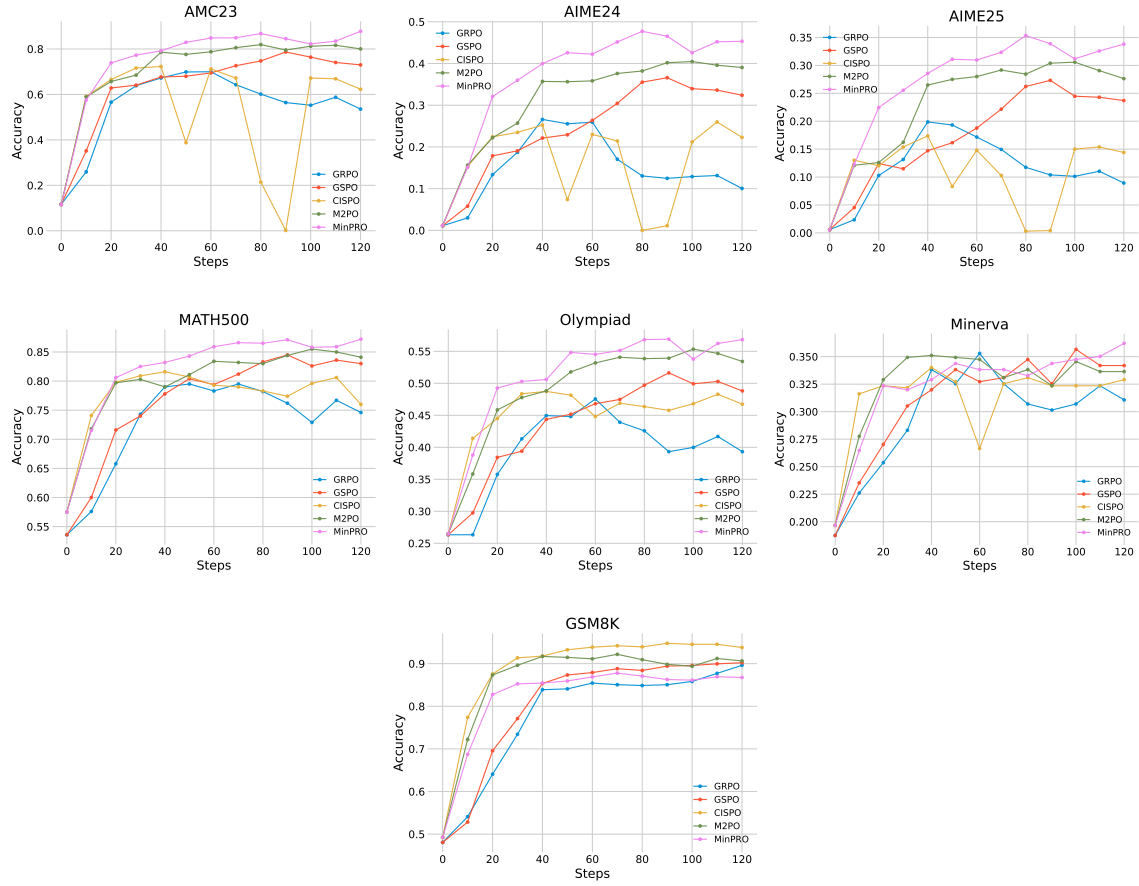 AMC23
Accuracy
0.8
0.6
0.4
0.2
0.0
GRPO
GSPO
CISPO
M2PO
MinPRO
0 20 40 60 80 100 120
Steps
AIME24
Accuracy
0.5
0.4
0.3
0.2
0.1
0.0
GRPO
GSPO
CISPO
M2PO
MinPRO
0 20 40 60 80 100 120
Steps
AIME25
Accuracy
0.35
0.30
0.25
0.20
0.15
0.10
0.05
0.00
GRPO
GSPO
CISPO
M2PO
MinPRO
0 20 40 60 80 100 120
Steps
MATH500
Accuracy
0.85
0.80
0.75
0.70
0.65
0.60
0.55
GRPO
GSPO
CISPO
M2PO
MinPRO
0 20 40 60 80 100 120
Steps
Olympiad
Accuracy
0.55
0.50
0.45
0.40
0.35
0.30
0.25
GRPO
GSPO
CISPO
M2PO
MinPRO
0 20 40 60 80 100 120
Steps
Minerva
Accuracy
0.350
0.325
0.300
0.275
0.250
0.225
0.200
GRPO
GSPO
CISPO
M2PO
MinPRO
0 20 40 60 80 100 120
Steps
GSM8K
Accuracy
0.9
0.8
0.7
0.6
0.5
GRPO
GSPO
CISPO
M2PO
MinPRO
0 20 40 60 80 100 120
Steps